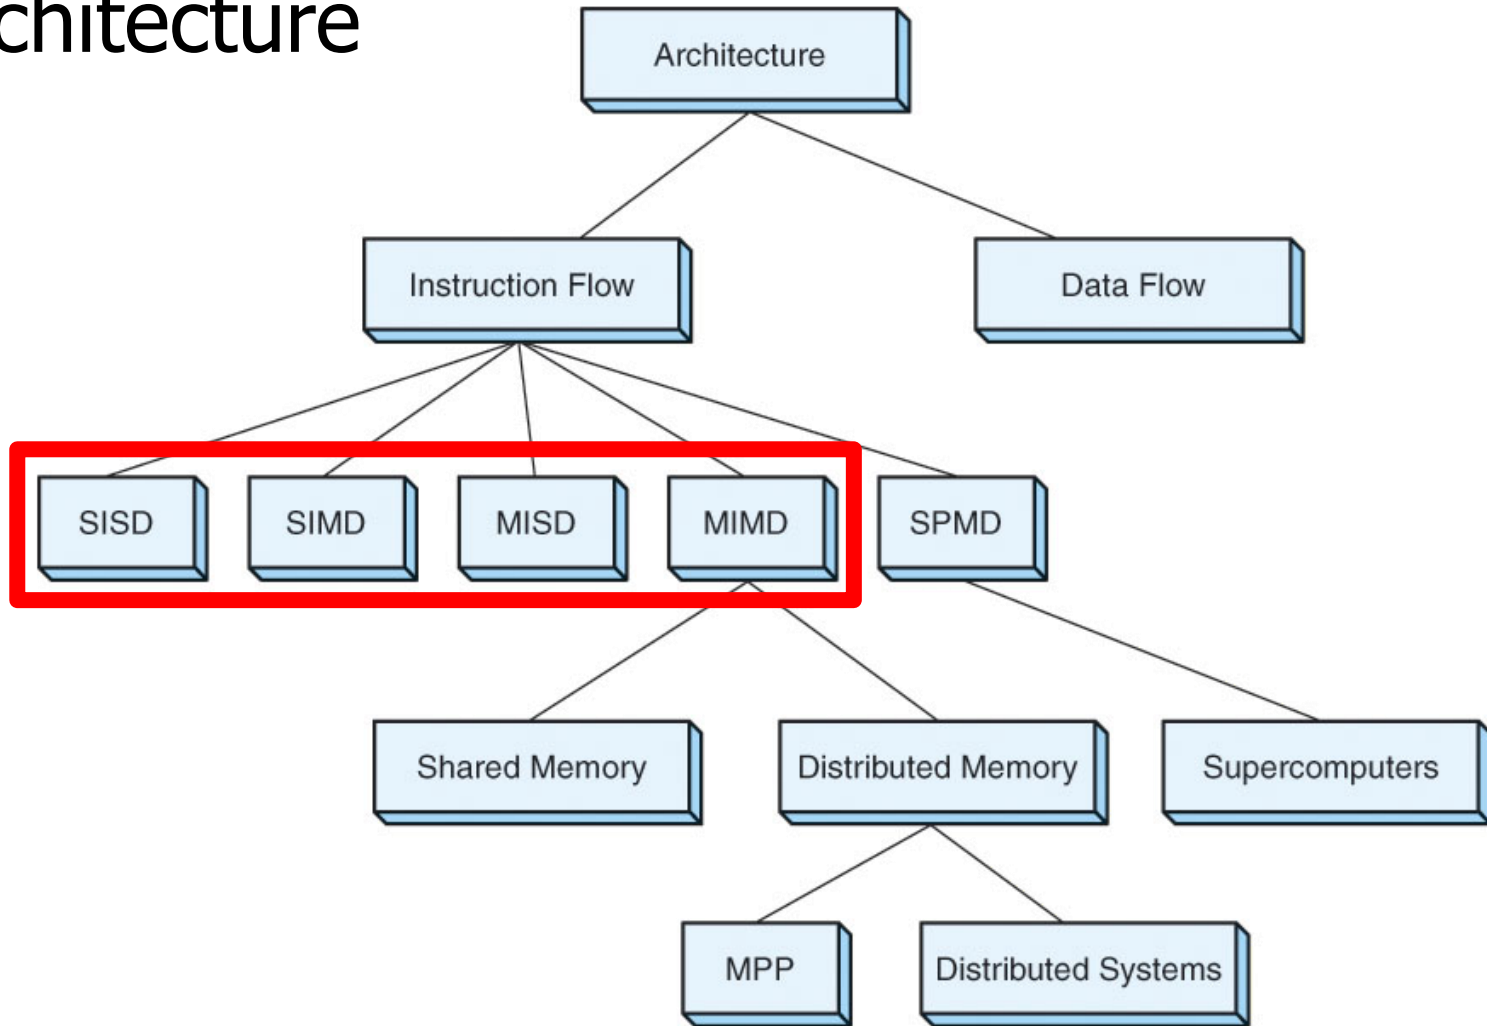 chitecture
Architecture
Instruction Flow
Data Flow
SISD
SIMD
MISD
MIMD
SPMD
Shared Memory
Distributed Memory
Supercomputers
MPP
Distributed Systems